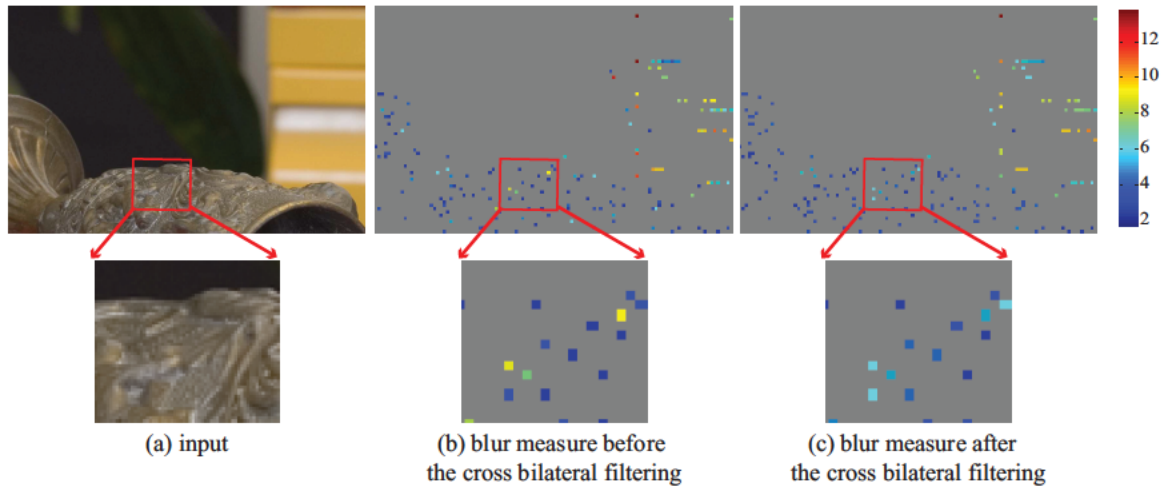 12
10
8
6
4
2
(a) input
(b) blur measure before
the cross bilateral filtering
(c) blur measure after
the cross bilateral filtering